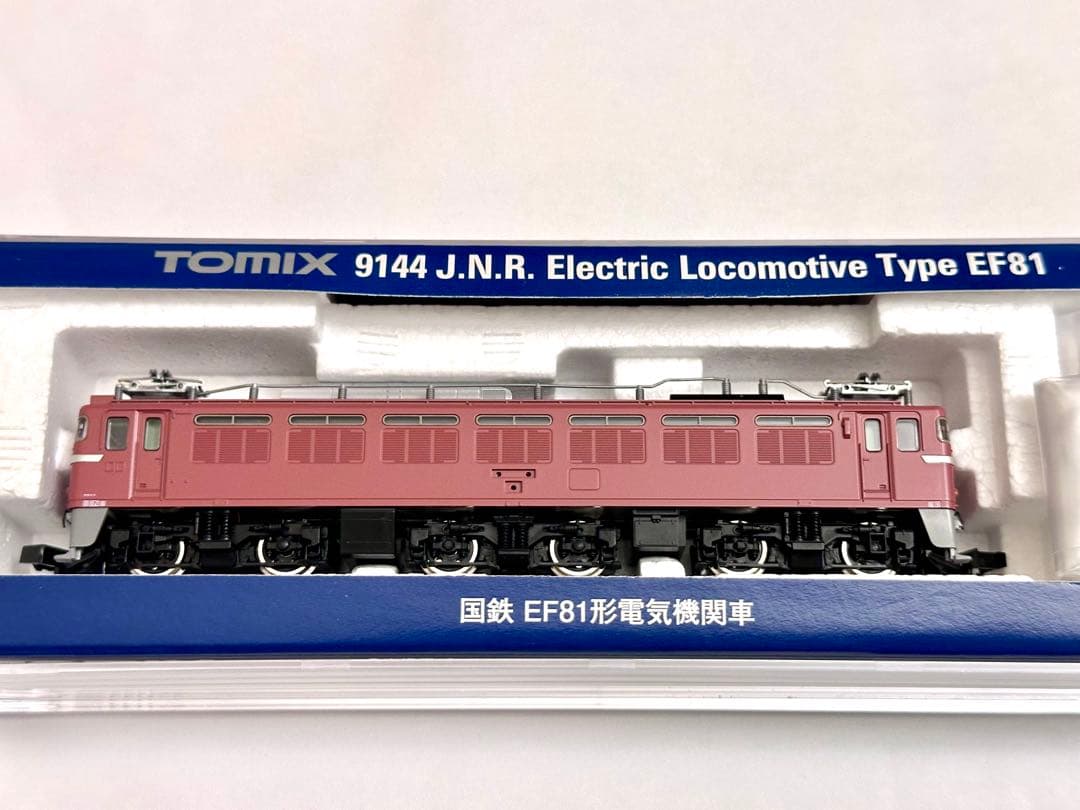 TOMIX 9144 J.N.R. Electric Locomotive Type EF81
国鉄 EF81形電気機関車